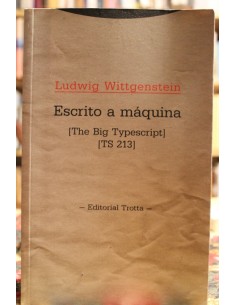 Ludwig Wittgenstein
Escrito a máquina
[The Big Typescript]
[TS 213]
— Editorial Trotta —